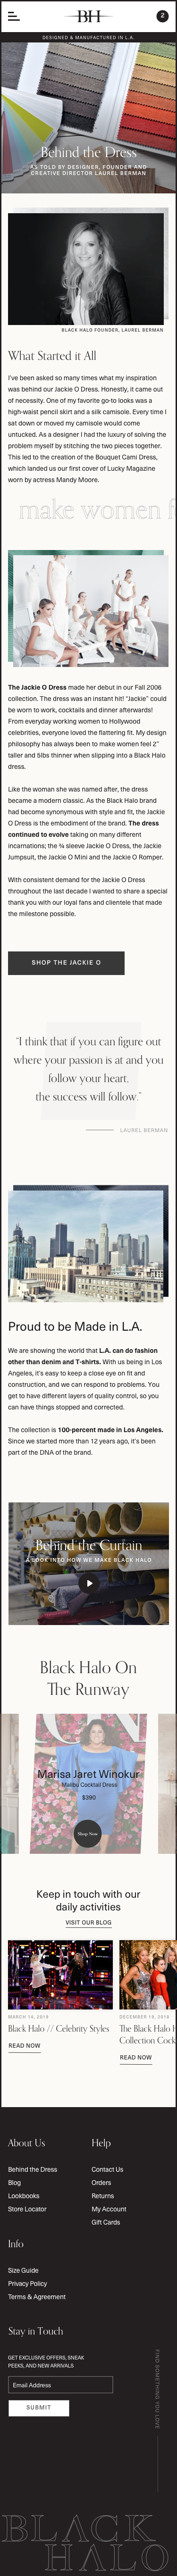 BH
2
DESIGNED & MANUFACTURED IN L.A.
Behind the Dress
AS TOLD BY DESIGNER, FOUNDER AND
CREATIVE DIRECTOR LAUREL BERMAN
BLACK HALO FOUNDER, LAUREL BERMAN
What Started it All
I've been asked so many times what my inspiration
was behind our Jackie O Dress. Honestly, it came out
of necessity. One of my favorite go-to looks was a
high-waist pencil skirt and a silk camisole. Every time I
sat down or moved my camisole would come
untucked. As a designer I had the luxury of solving the
problem myself by stitching the two pieces together.
This led to the creation of the Bouquet Cami Dress,
which landed us our first cover of Lucky Magazine
worn by actress Mandy Moore.
make women f
The Jackie O Dress made her debut in our Fall 2006
collection. The dress was an instant hit! "Jackie" could
be worn to work, cocktails and dinner afterwards!
From everyday working women to Hollywood
celebrities, everyone loved the flattering fit. My design
philosophy has always been to make women feel 2"
taller and 5lbs thinner when slipping into a Black Halo
dress.
Like the woman she was named after, the dress
became a modern classic. As the Black Halo brand
had become synonymous with style and fit, the Jackie
O Dress is the embodiment of the brand. The dress
continued to evolve taking on many different
incarnations; the ¾ sleeve Jackie O Dress, the Jackie
Jumpsuit, the Jackie O Mini and the Jackie O Romper.
With consistent demand for the Jackie O Dress
throughout the last decade I wanted to share a special
thank you with our loyal fans and clientele that made
the milestone possible.
SHOP THE JACKIE O
"I think that if you can figure out
where your passion is at and you
follow your heart,
the success will follow."
LAUREL BERMAN
Proud to be Made in L.A.
We are showing the world that L.A. can do fashion
other than denim and T-shirts. With us being in Los
Angeles, it's easy to keep a close eye on fit and
construction, and we can respond to problems. You
get to have different layers of quality control, so you
can have things stopped and corrected.
The collection is 100-percent made in Los Angeles.
Since we started more than 12 years ago, it's been
part of the DNA of the brand.
Behind the Curtain
A LOOK INTO HOW WE MAKE BLACK HALO
Black Halo On
The Runway
Marisa Jaret Winokur
Malibu Cocktail Dress
$390
Shop Now
Keep in touch with our
daily activities
VISIT OUR BLOG
MARCH 14, 2016
Black Halo // Celebrity Styles
READ NOW
DECEMBER 15, 2015
The Black Halo
Collection Cock
READ NOW
About Us
Behind the Dress
Blog
Lookbooks
Store Locator
Help
Contact Us
Orders
Returns
My Account
Gift Cards
Info
Size Guide
Privacy Policy
Terms & Agreement
Stay in Touch
GET EXCLUSIVE OFFERS, SNEAK
PEEKS, AND NEW ARRIVALS
Email Address
SUBMIT
FIND SOMETHING YOU LOVE
BLACK
HALO